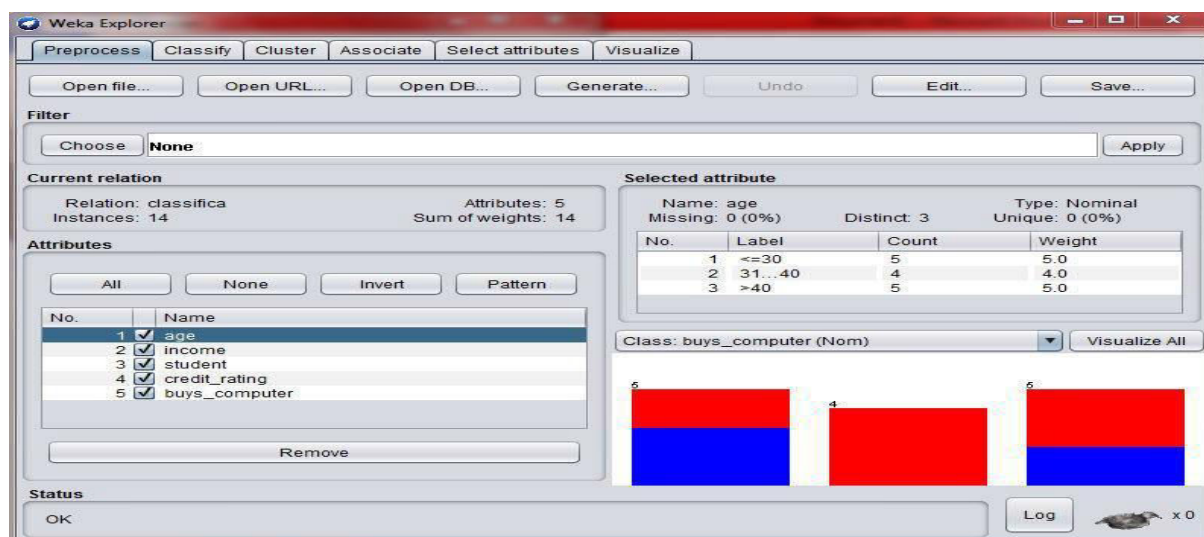 Weka Explorer
Preprocess Classify Cluster Associate Select attributes Visualize
Open file... Open URL... Open DB... Generate... Undo Edit... Save...
Filter
Choose None Apply
Current relation
Relation: classifica Attributes: 5
Instances: 14 Sum of weights: 14
Attributes
All None Invert Pattern
No. Name
1 age
2 income
3 student
4 credit_rating
5 buys_computer
Remove
Selected attribute
Name: age Type: Nominal
Missing: 0 (0%) Distinct: 3 Unique: 0 (0%)
No. Label Count Weight
1 <=30 5 5.0
2 31...40 4 4.0
3 >40 5 5.0
Class: buys_computer (Nom) Visualize All
5 4 5
Status
OK Log x 0